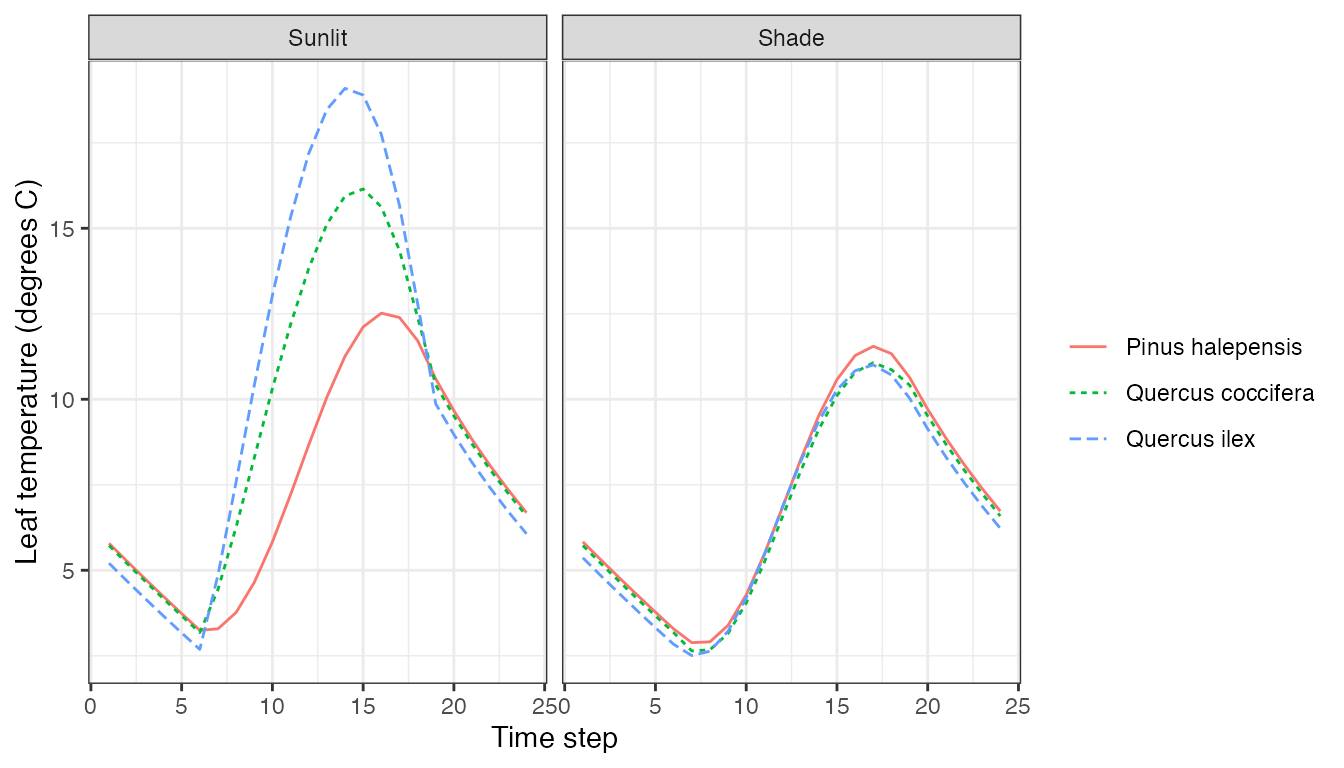 Sunlit Shade
Leaf temperature (degrees C)
15
10
5
0 5 10 15 20 25 0 5 10 15 20 25
Time step
Pinus halepensis
Quercus coccifera
Quercus ilex